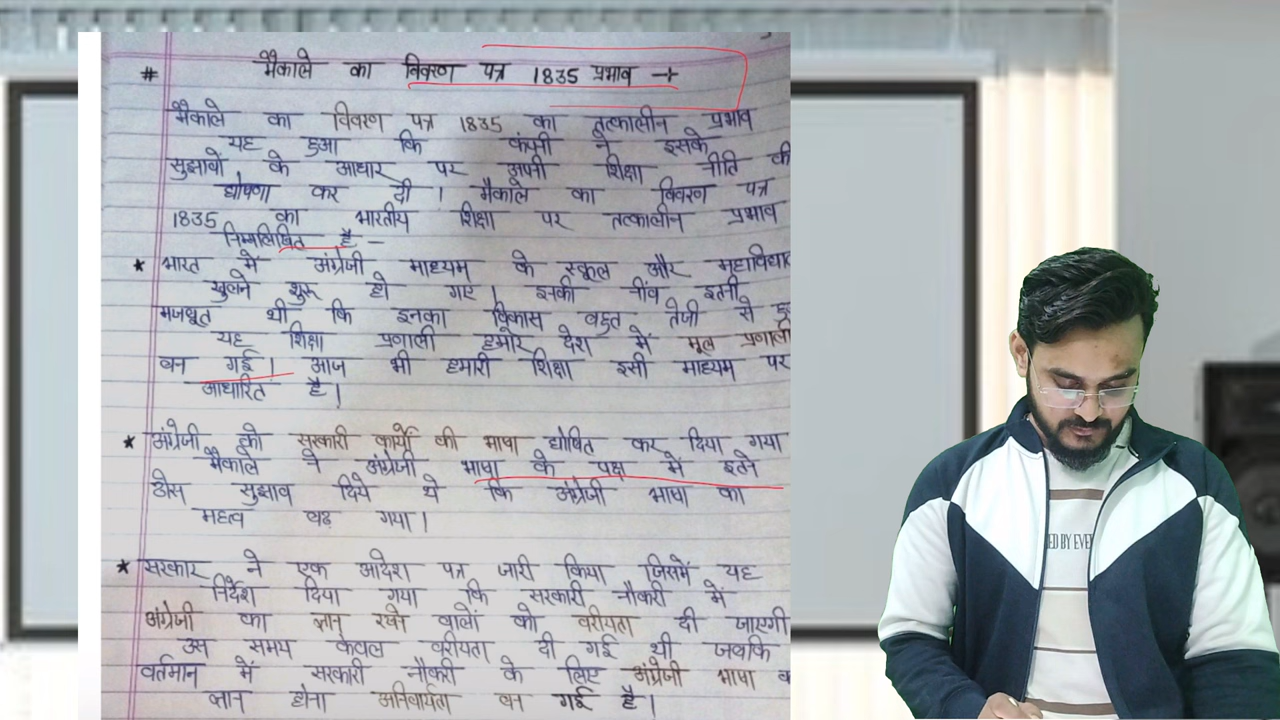 # मैकाले का विवरण पत्र 1835 प्रभाव →
मैकाले का विवरण पत्र 1835 का तत्कालीन प्रभाव
यह हुआ कि कंपनी ने इसके
सुझावों के आधार पर अपनी शिक्षा नीति की
घोषणा कर दी । मैकाले का विवरण पत्र
1835 का भारतीय शिक्षा पर तत्कालीन प्रभाव
निम्नलिखित है –
* भारत में अंग्रेजी माध्यम के स्कूल और
खुलने शुरू हो गए । इनकी नींव इतनी
मजबूत थी कि इनका विकास बहुत तेजी से
यह शिक्षा प्रणाली हमारे देश में मूल प्रणाली
बन गई । आज भी हमारी शिक्षा इसी माध्यम पर
आधारित है ।
* अंग्रेजी को सरकारी कार्यो की भाषा घोषित कर दिया गया
मैकाले ने अंग्रेजी भाषा के पक्ष में इतने
ठोस सुझाव दिये थे कि अंग्रेजी भाषा का
महत्व बढ गया ।
* सरकार ने एक आदेश पत्र जारी किया जिसमें यह
निर्देश दिया गया कि सरकारी नौकरी में
अंग्रेजी का ज्ञान रखने वालों को वरीयता दी जाएगी
उस समय केवल वरीयता दी गई थी जबकि
वर्तमान में सरकारी नौकरी के लिए अंग्रेजी भाषा
ज्ञान होना अनिवार्यता बन गई है ।